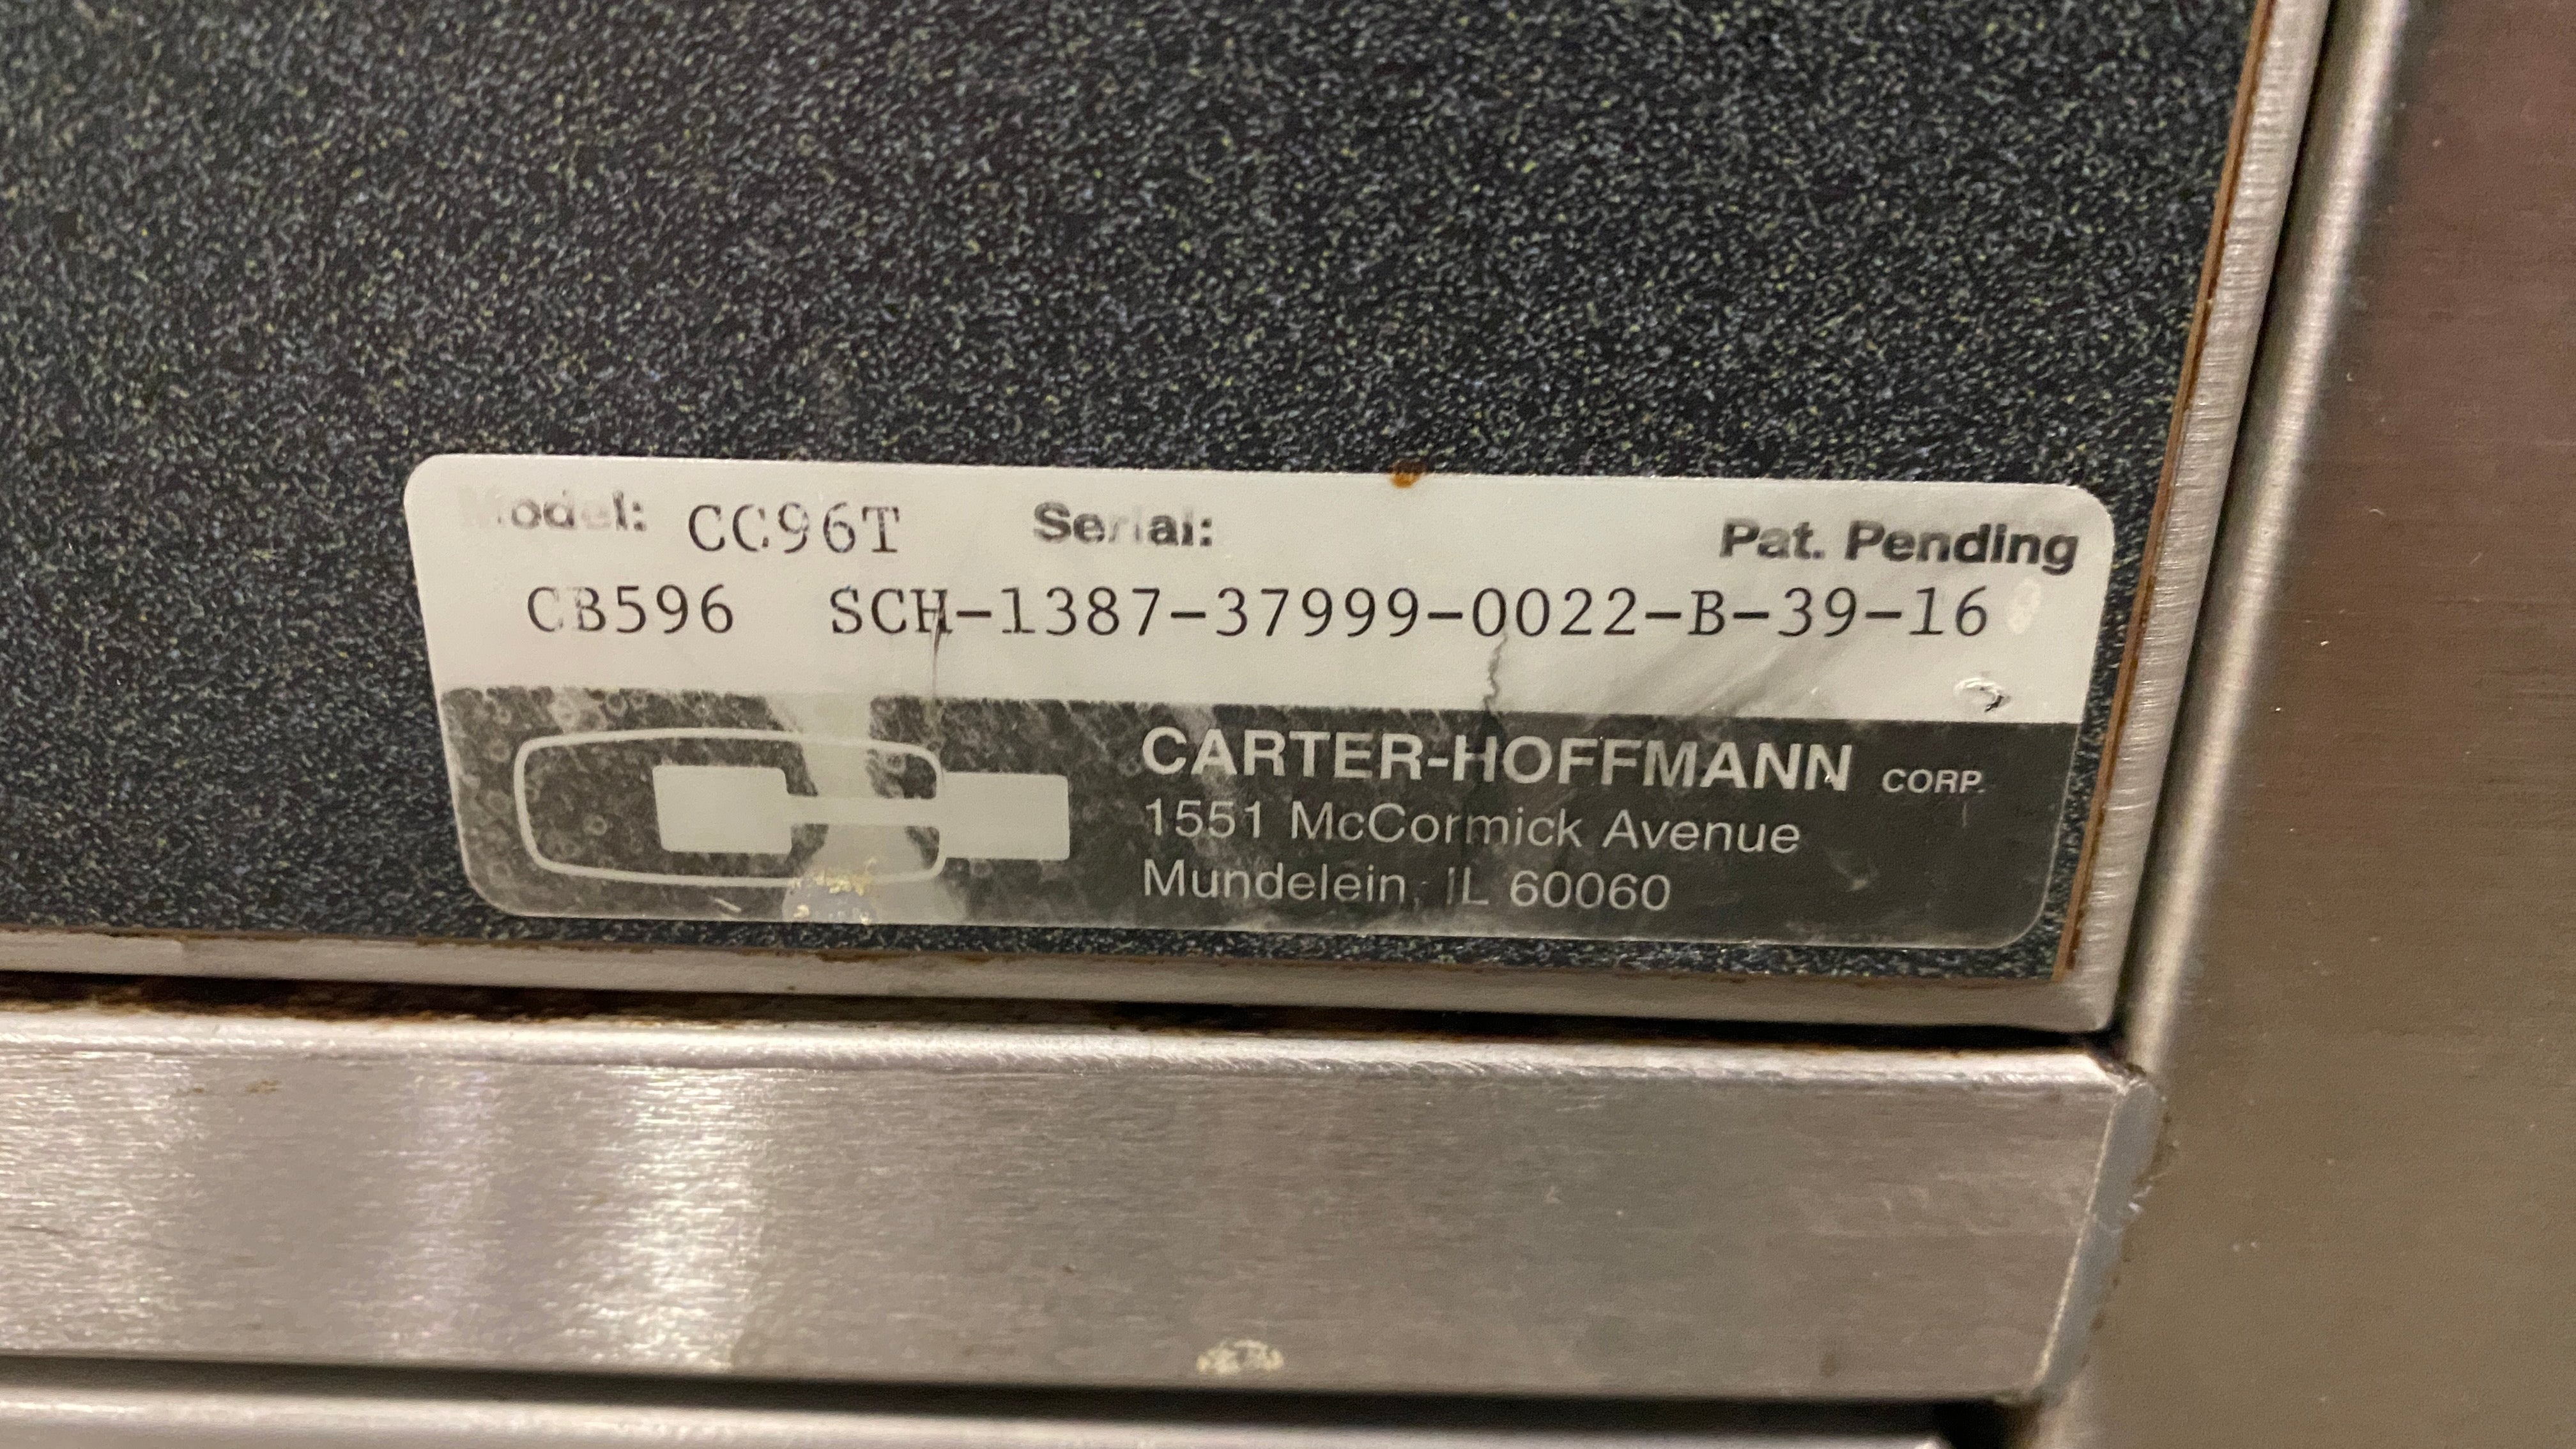 Model: CC96T Serial: Pat. Pending
CB596 SCH-1387-37999-0022-B-39-16
CARTER-HOFFMANN CORP.
1551 McCormick Avenue
Mundelein, IL 60060